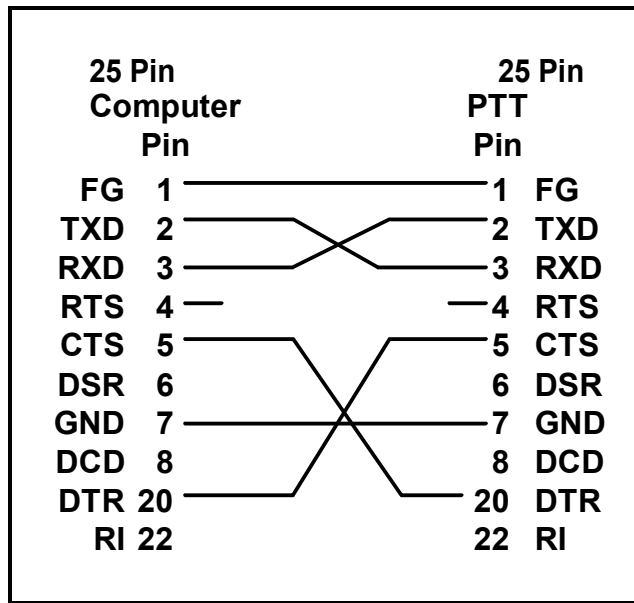 25 Pin 25 Pin
Computer PTT
Pin Pin
FG 1 1 FG
TXD 2 2 TXD
RXD 3 3 RXD
RTS 4 4 RTS
CTS 5 5 CTS
DSR 6 6 DSR
GND 7 7 GND
DCD 8 8 DCD
DTR 20 20 DTR
RI 22 22 RI